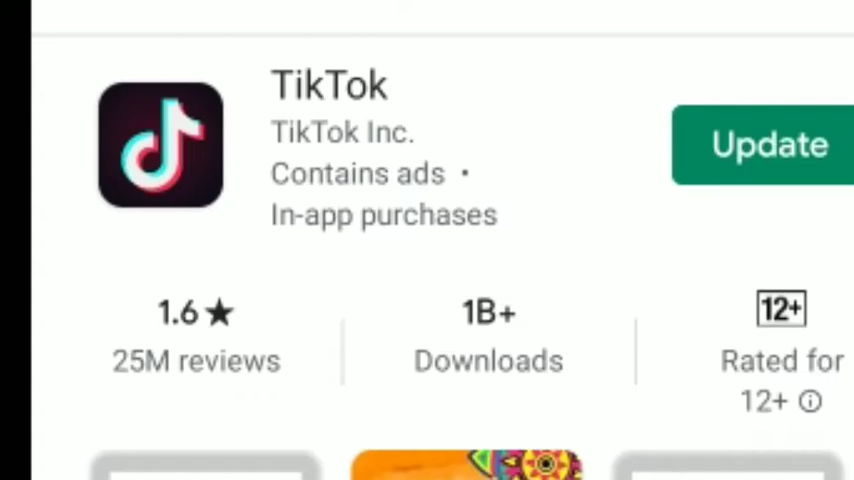 TikTok
TikTok Inc.
Contains ads •
In-app purchases
Update
1.6★
25M reviews
1B+
Downloads
12+
Rated for
12+ ⓘ